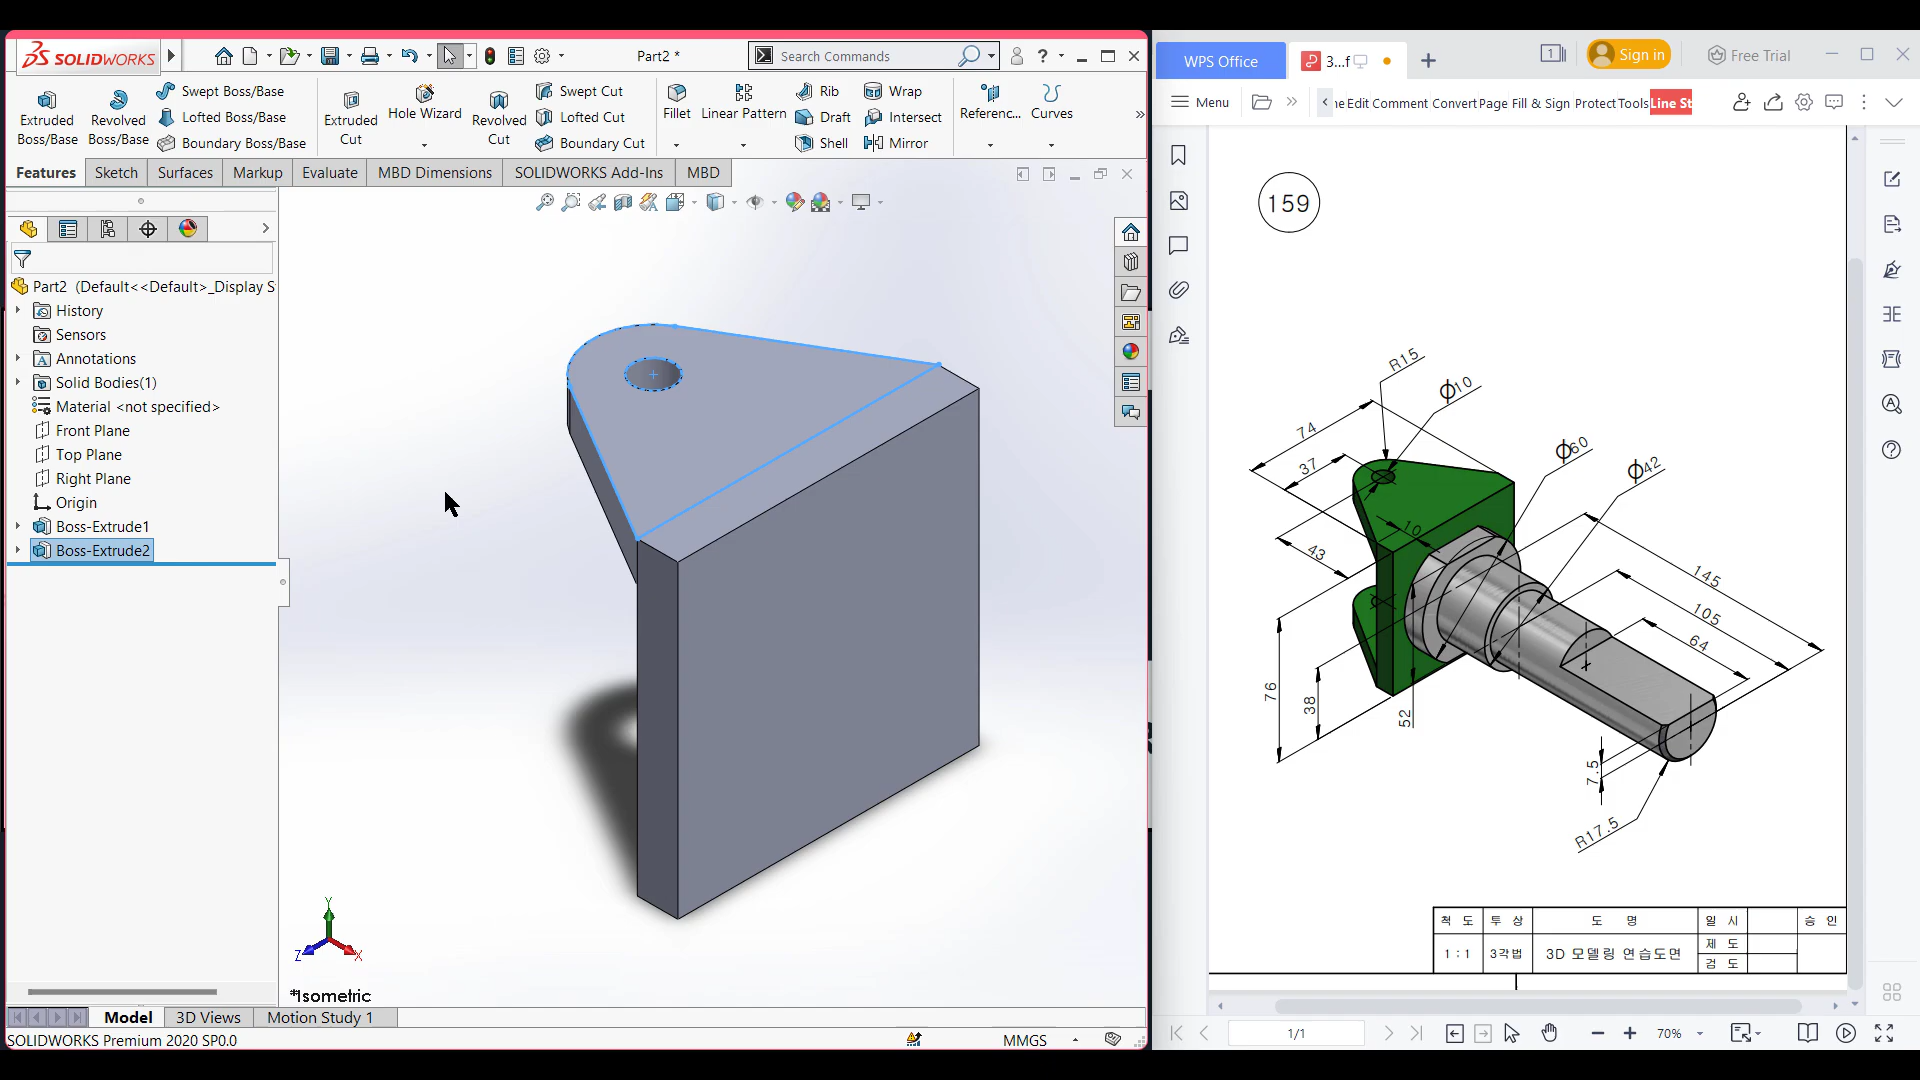 SOLIDWORKS
Part2 *
Search Commands
Extruded Boss/Base
Revolved Boss/Base
Swept Boss/Base
Lofted Boss/Base
Boundary Boss/Base
Extruded Cut
Hole Wizard
Revolved Cut
Swept Cut
Lofted Cut
Boundary Cut
Fillet
Linear Pattern
Rib
Draft
Shell
Wrap
Intersect
Mirror
Referenc...
Curves
Features
Sketch
Surfaces
Markup
Evaluate
MBD Dimensions
SOLIDWORKS Add-Ins
MBD
Part2 (Default<<Default>_Display S
History
Sensors
Annotations
Solid Bodies(1)
Material <not specified>
Front Plane
Top Plane
Right Plane
Origin
Boss-Extrude1
Boss-Extrude2
Y
Z
X
*Isometric
Model
3D Views
Motion Study 1
SOLIDWORKS Premium 2020 SP0.0
MMGS
WPS Office
3...f
1
Sign in
Free Trial
Menu
Edit Comment Convert Page Fill & Sign Protect Tools Line St
159
R15
ϕ10
74
37
ϕ60
ϕ42
10
43
145
105
64
76
38
52
7.5
R17.5
척 도
투 상
도 명
일 시
승 인
1 : 1
3각법
3D 모델링 연습도면
제 도
검 도
1/1
70%